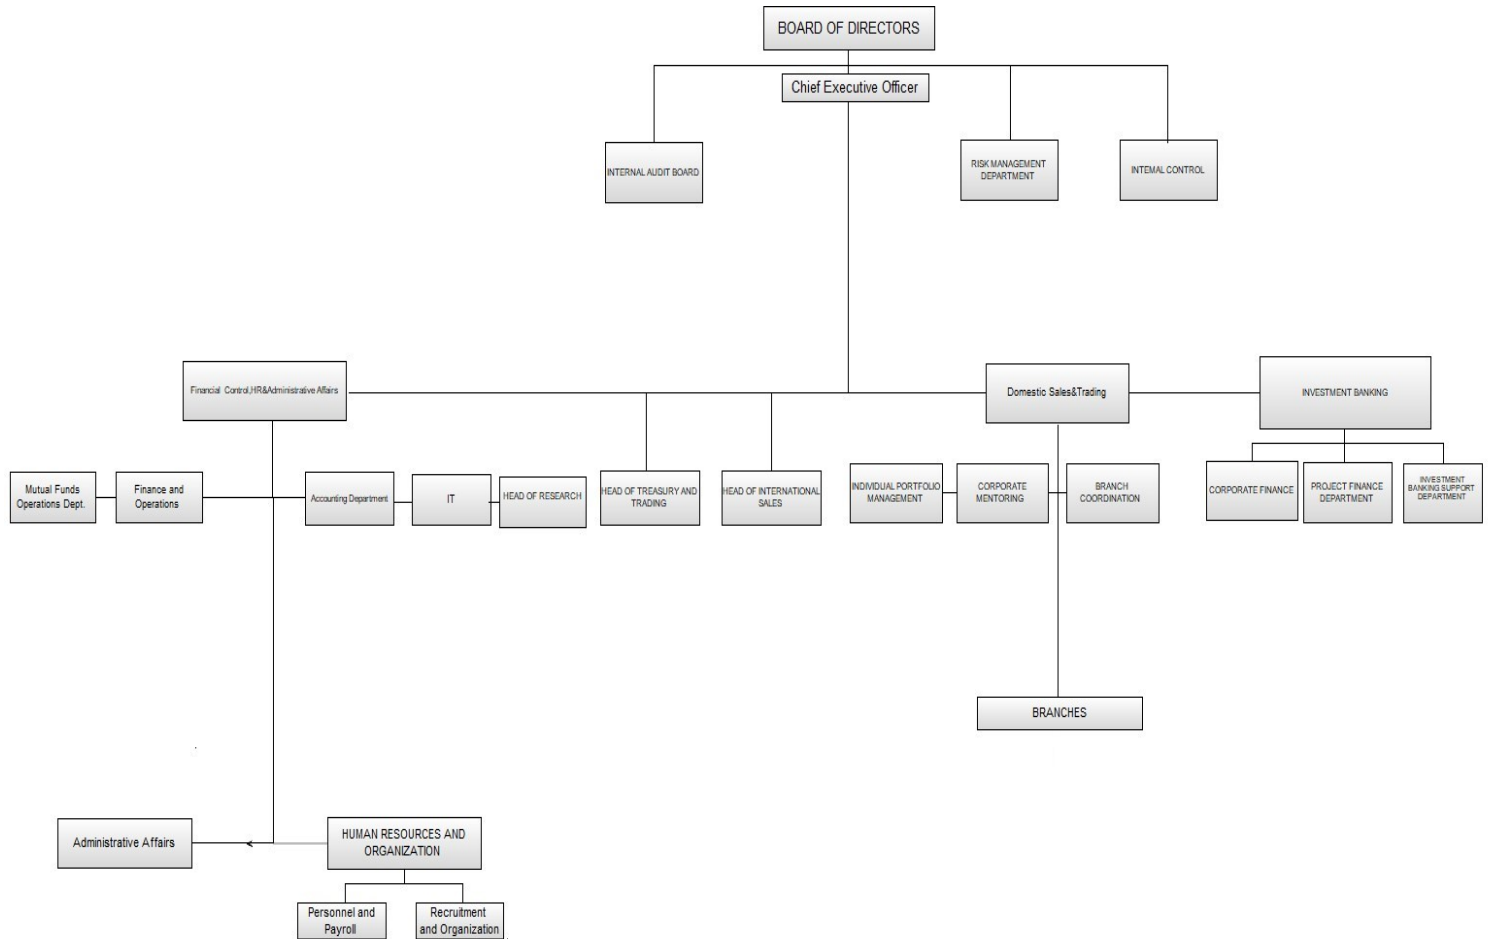 BOARD OF DIRECTORS
Chief Executive Officer
INTERNAL AUDIT BOARD
RISK MANAGEMENT
DEPARTMENT
INTEMAL CONTROL
Financial Control,HR&Administrative Affairs
Domestic Sales&Trading
INVESTMENT BANKING
Mutual Funds
Operations Dept.
Finance and
Operations
Accounting Department
IT
HEAD OF RESEARCH
HEAD OF TREASURY AND
TRADING
HEAD OF INTERNATIONAL
SALES
INDIVIDUAL PORTFOLIO
MANAGEMENT
CORPORATE
MENTORING
BRANCH
COORDINATION
CORPORATE FINANCE
PROJECT FINANCE
DEPARTMENT
INVESTMENT
BANKING SUPPORT
DEPARTMENT
BRANCHES
Administrative Affairs
HUMAN RESOURCES AND
ORGANIZATION
Personnel and
Payroll
Recruitment
and Organization